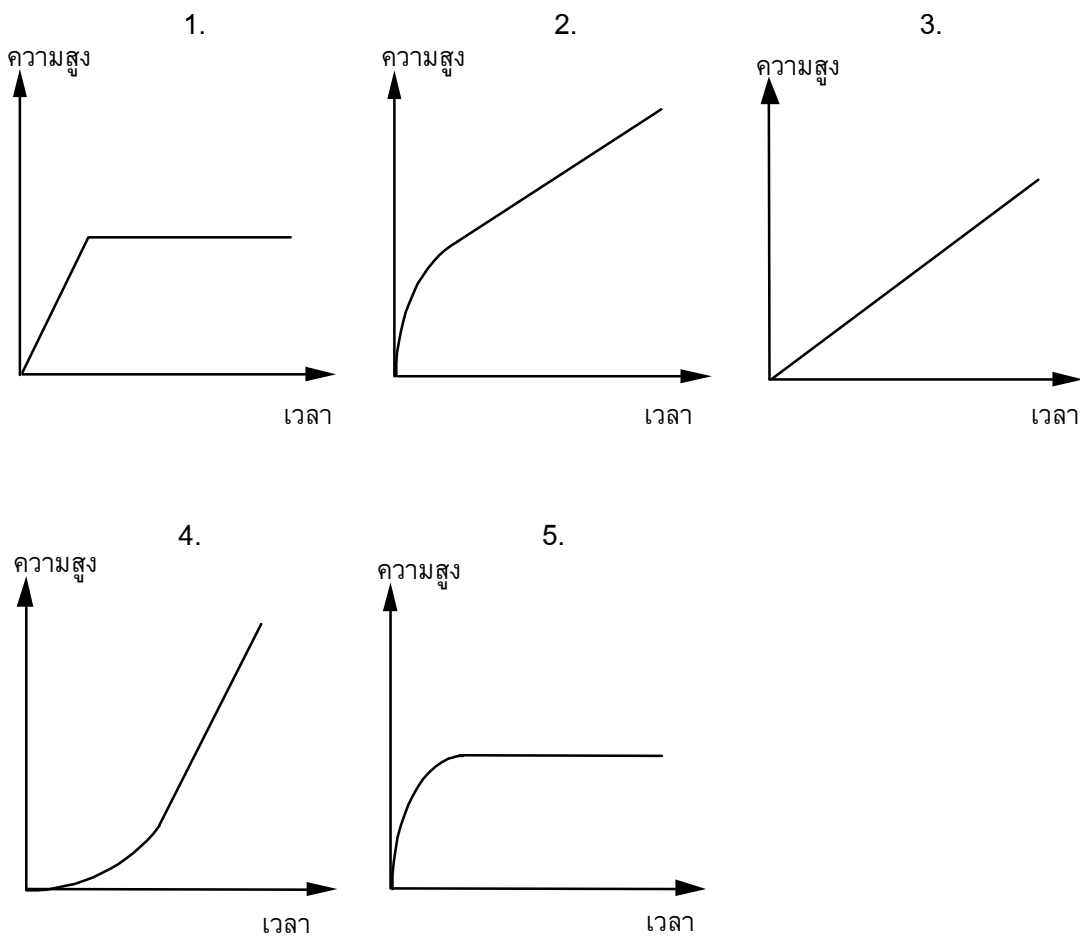 1.
ความสูง
เวลา
2.
ความสูง
เวลา
3.
ความสูง
เวลา
4.
ความสูง
เวลา
5.
ความสูง
เวลา